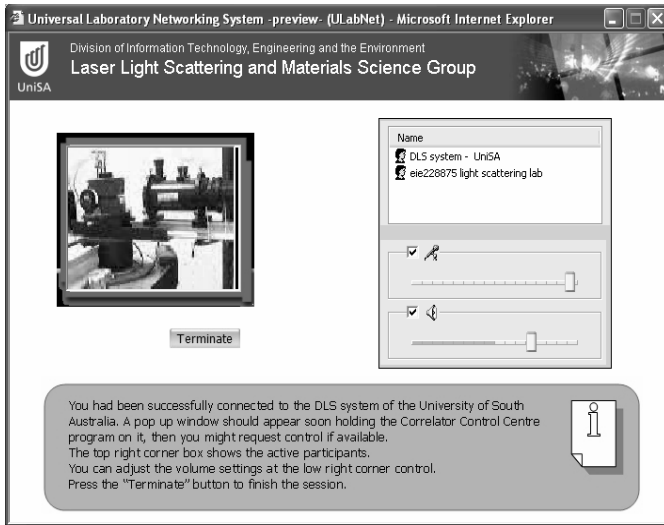 Universal Laboratory Networking System -preview- (ULabNet) - Microsoft Internet Explorer
Division of Information Technology, Engineering and the Environment
Laser Light Scattering and Materials Science Group
UniSA
Name
DLS system - UniSA
eie228875 light scattering lab
Terminate
You had been successfully connected to the DLS system of the University of South
Australia. A pop up window should appear soon holding the Correlator Control Centre
program on it, then you might request control if available.
The top right corner box shows the active participants.
You can adjust the volume settings at the low right corner control.
Press the "Terminate" button to finish the session.